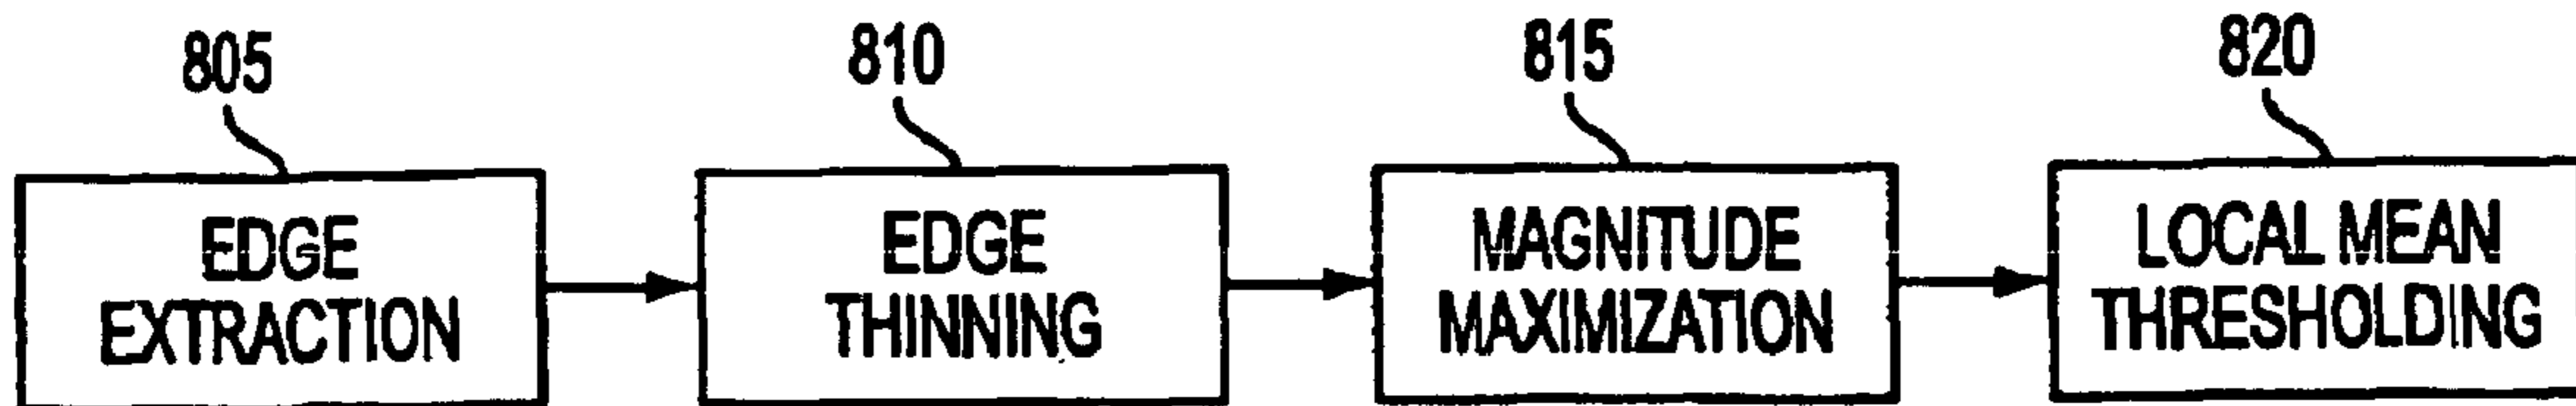 805
810
815
820
EDGE
EXTRACTION
EDGE
THINNING
MAGNITUDE
MAXIMIZATION
LOCAL MEAN
THRESHOLDING